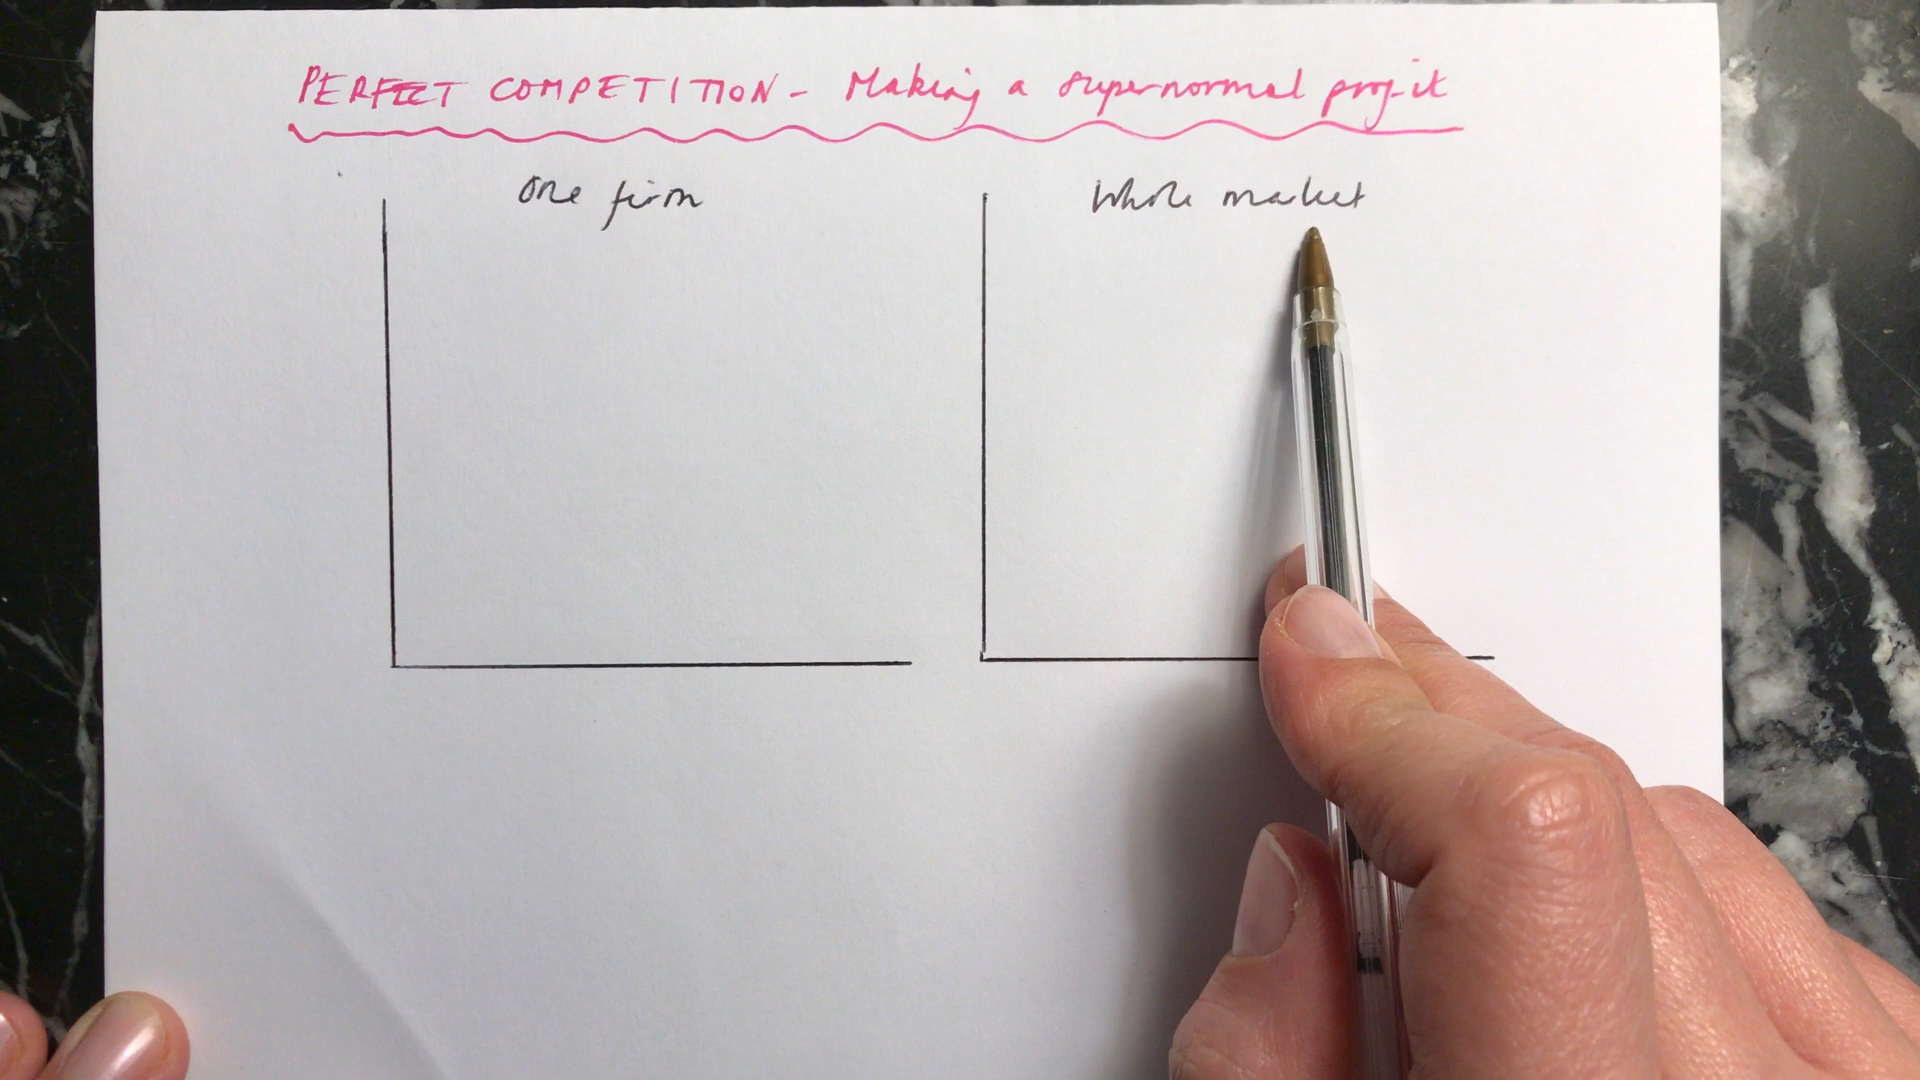 PERFECT COMPETITION - Making a supernormal profit
One firm
Whole market